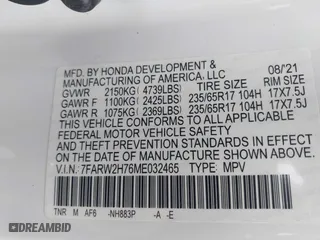 MFD. BY HONDA DEVELOPMENT &
MANUFACTURING OF AMERICA, LLC 08/'21
GVWR 2150KG(4739LBS) TIRE SIZE RIM SIZE
GAWR F 1100KG(2425LBS) 235/65R17 104H 17X7.5J
GAWR R 1075KG(2369LBS) 235/65R17 104H 17X7.5J
THIS VEHICLE CONFORMS TO ALL APPLICABLE
FEDERAL MOTOR VEHICLE SAFETY AND
THEFT PREVENTION STANDARDS IN EFFECT ON THE
DATE OF MANUFACTURE SHOWN ABOVE.
V.I.N: 7FARW2H76ME032465 TYPE: MPV
TNR M AF6 -NH883P -A -E
DEALERSCOPE AUCTION